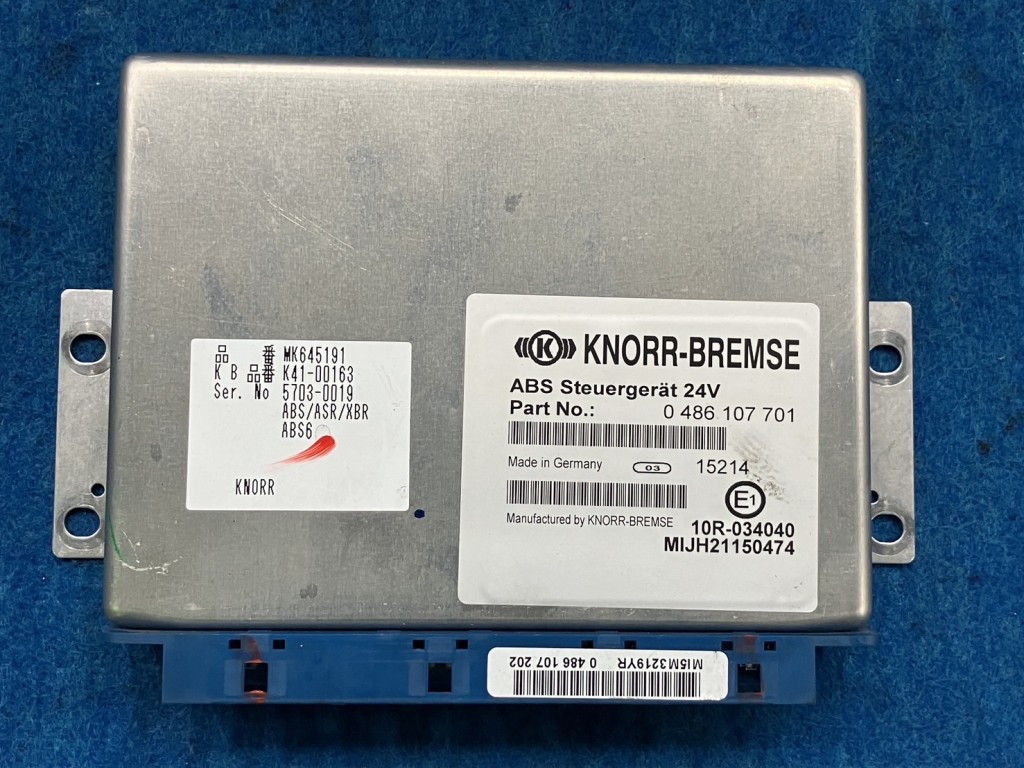 品 番 MK645191
K B 品番 K41-00163
Ser. No 5703-0019
ABS/ASR/XBR
ABS6
KNORR
K KNORR-BREMSE
ABS Steuergerät 24V
Part No.: 0 486 107 701
Made in Germany 03 15214
E1
Manufactured by KNORR-BREMSE 10R-034040
MIJH21150474
MI5M3219YR 0 486 107 202